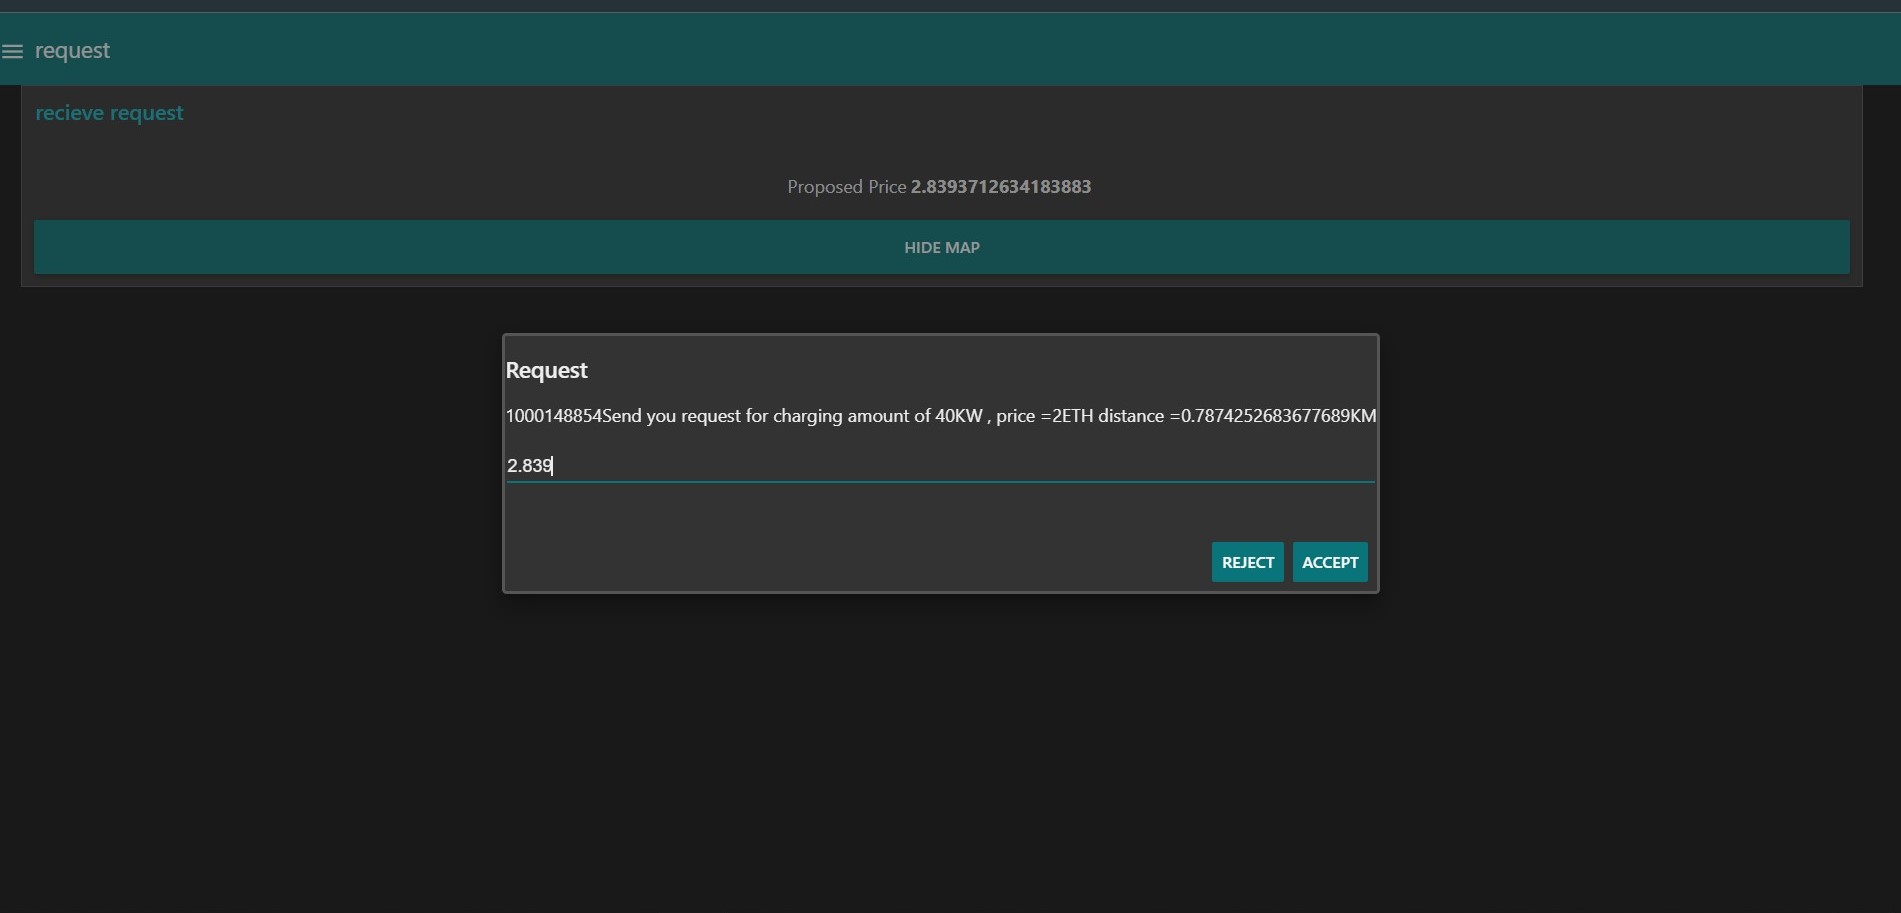 request
recieve request
Proposed Price 2.8393712634183883
HIDE MAP
Request
1000148854Send you request for charging amount of 40KW , price =2ETH distance =0.7874252683677689KM
2.839
REJECT ACCEPT